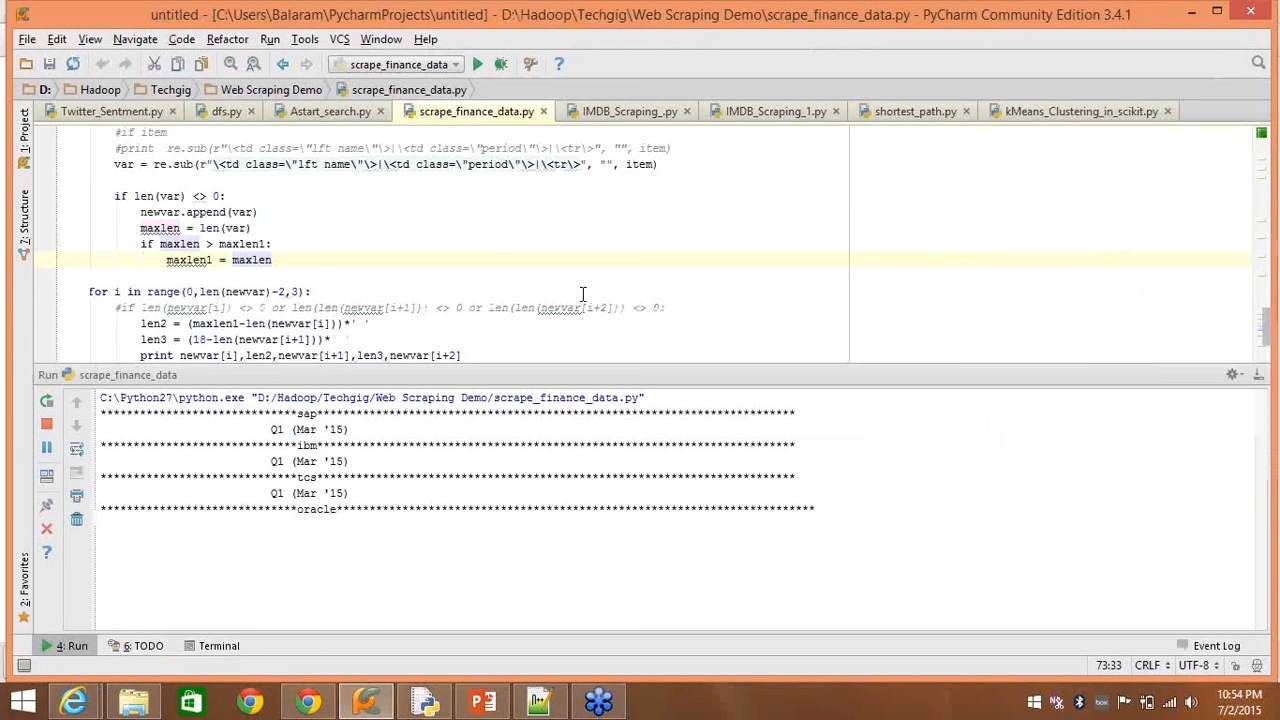 untitled - [C:\Users\Balaram\PycharmProjects\untitled] - D:\Hadoop\Techgig\Web Scraping Demo\scrape_finance_data.py - PyCharm Community Edition 3.4.1
File Edit View Navigate Code Refactor Run Tools VCS Window Help
scrape_finance_data
D: Hadoop Techgig Web Scraping Demo scrape_finance_data.py
Twitter_Sentment.py dfs.py Astart_search.py scrape_finance_data.py IMDB_Scraping_.py IMDB_Scraping_1.py shortest_path.py kMeans_Clustering_in_scikit.py
1: Project
7: Structure
2: Favorites
#if item
#print  re.sub(r"\<td class=\"lft name\"\>|\<td class=\"period\"\>|\<tr\>", "", item)
var = re.sub(r"\<td class=\"lft name\"\>|\<td class=\"period\"\>|\<tr\>", "", item)
if len(var) <> 0:
newvar.append(var)
maxlen = len(var)
if maxlen > maxlen1:
maxlen1 = maxlen
for i in range(0,len(newvar)-2,3):
#if len(newvar[i]) <> 0 or len(len(newvar[i+1])) <> 0 or len(len(newvar[i+2])) <> 0:
len2 = (maxlen1-len(newvar[i]))*' '
len3 = (18-len(newvar[i+1]))*' '
print newvar[i],len2,newvar[i+1],len3,newvar[i+2]
Run scrape_finance_data
C:\Python27\python.exe "D:/Hadoop/Techgig/Web Scraping Demo/scrape_finance_data.py"
******************************sap*************************************************************************
Q1 (Mar '15)
******************************ibm*************************************************************************
Q1 (Mar '15)
******************************tcs*************************************************************************
Q1 (Mar '15)
******************************oracle*************************************************************************
4: Run 6: TODO Terminal Event Log
73:33 CRLF UTF-8
10:54 PM
7/2/2015